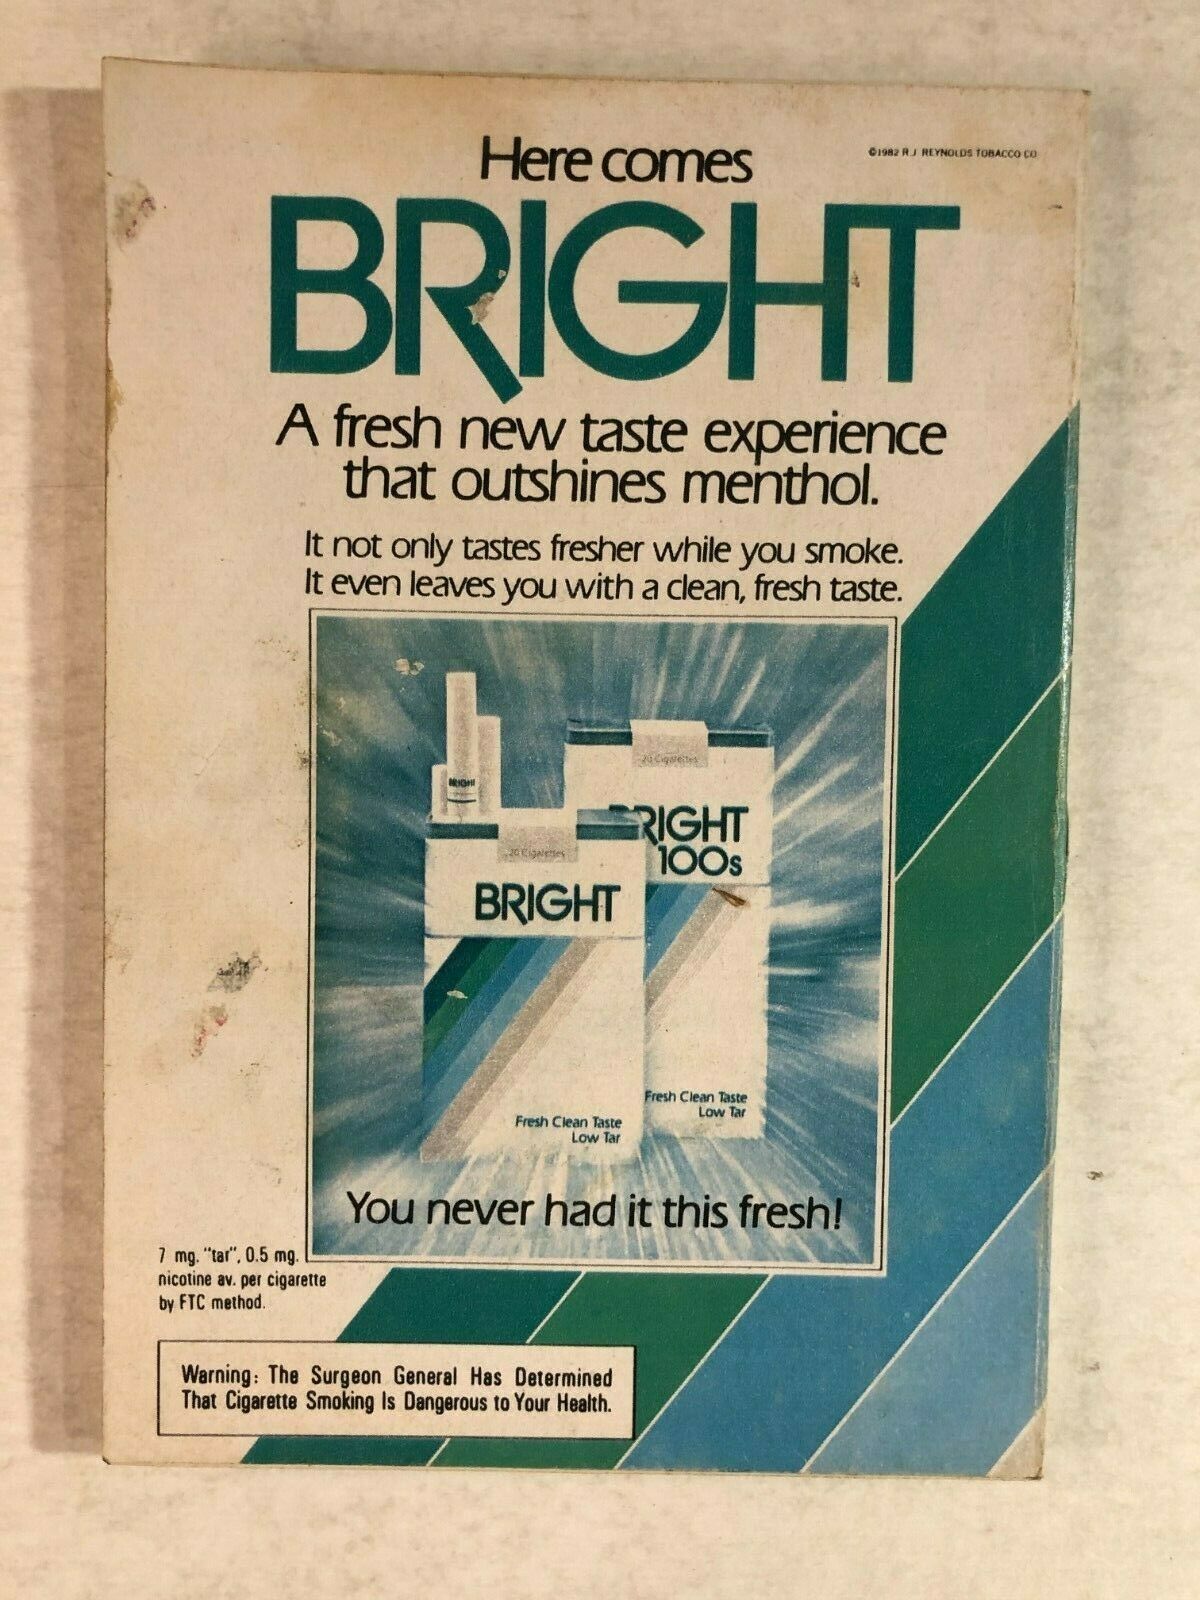 Here comes
©1982 R.J. REYNOLDS TOBACCO CO.
BRIGHT
A fresh new taste experience
that outshines menthol.
It not only tastes fresher while you smoke.
It even leaves you with a clean, fresh taste.
BRIGHT
20 Cigarettes
BRIGHT
100s
Fresh Clean Taste
Low Tar
20 Cigarettes
BRIGHT
Fresh Clean Taste
Low Tar
You never had it this fresh!
7 mg. "tar", 0.5 mg.
nicotine av. per cigarette
by FTC method.
Warning: The Surgeon General Has Determined
That Cigarette Smoking Is Dangerous to Your Health.